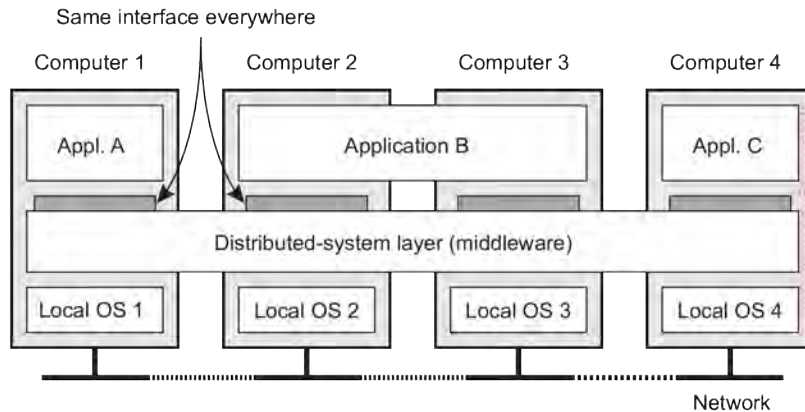 Same interface everywhere
Computer 1
Computer 2
Computer 3
Computer 4
Appl. A
Application B
Appl. C
Distributed-system layer (middleware)
Local OS 1
Local OS 2
Local OS 3
Local OS 4
Network